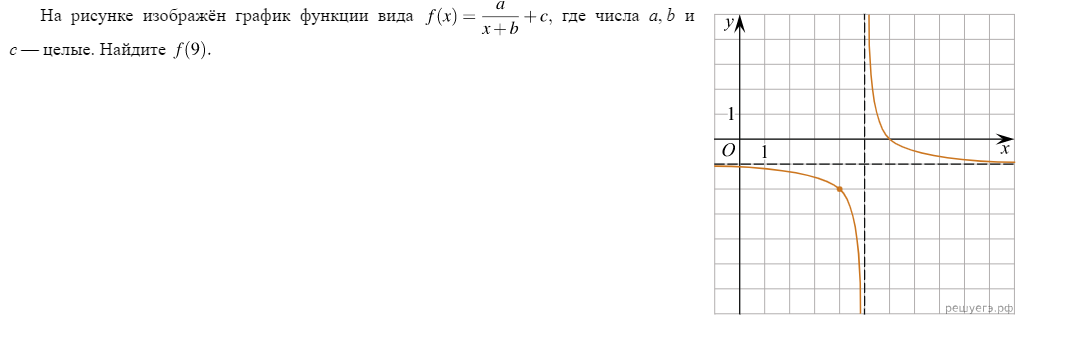 На рисунке изображён график функции вида f(x) = a/(x+b) + c, где числа a, b и
c — целые. Найдите f(9).
y
1
O 1 x
решуегэ.рф